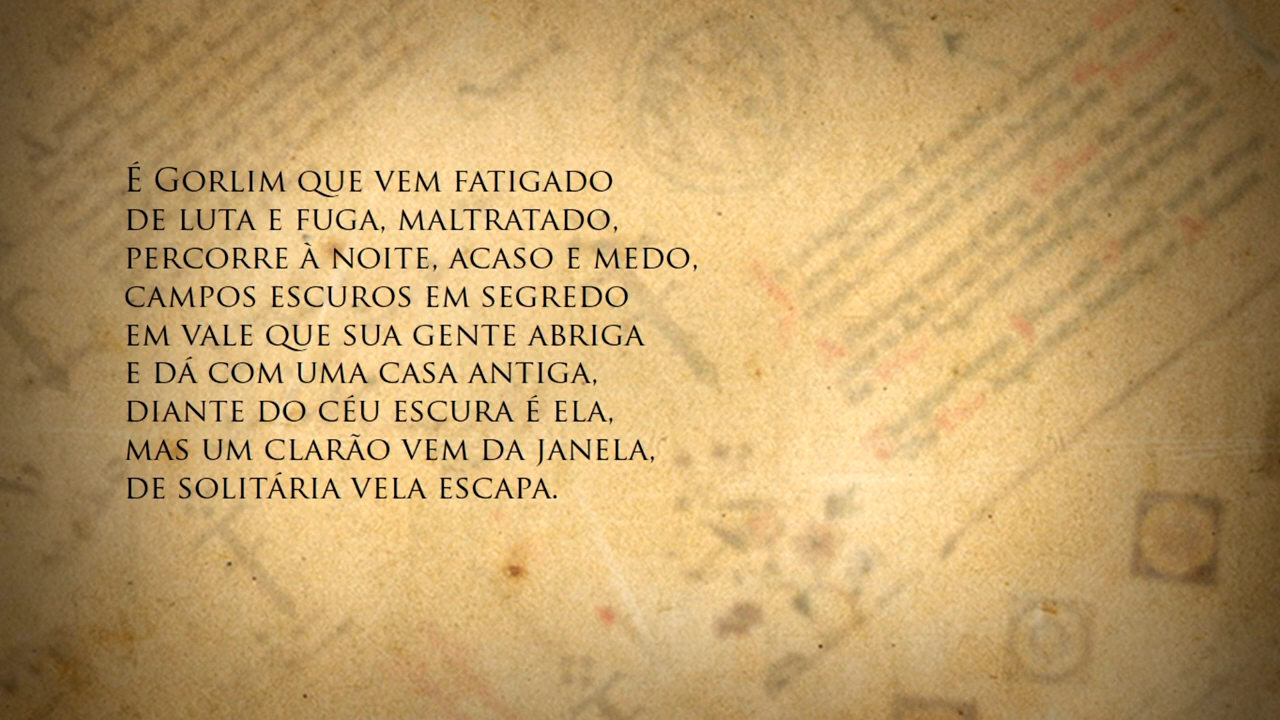 É Gorlim que vem fatigado
de luta e fuga, maltratado,
percorre à noite, acaso e medo,
campos escuros em segredo
em vale que sua gente abriga
e dá com uma casa antiga,
diante do céu escura é ela,
mas um clarão vem da janela,
de solitária vela escapa.